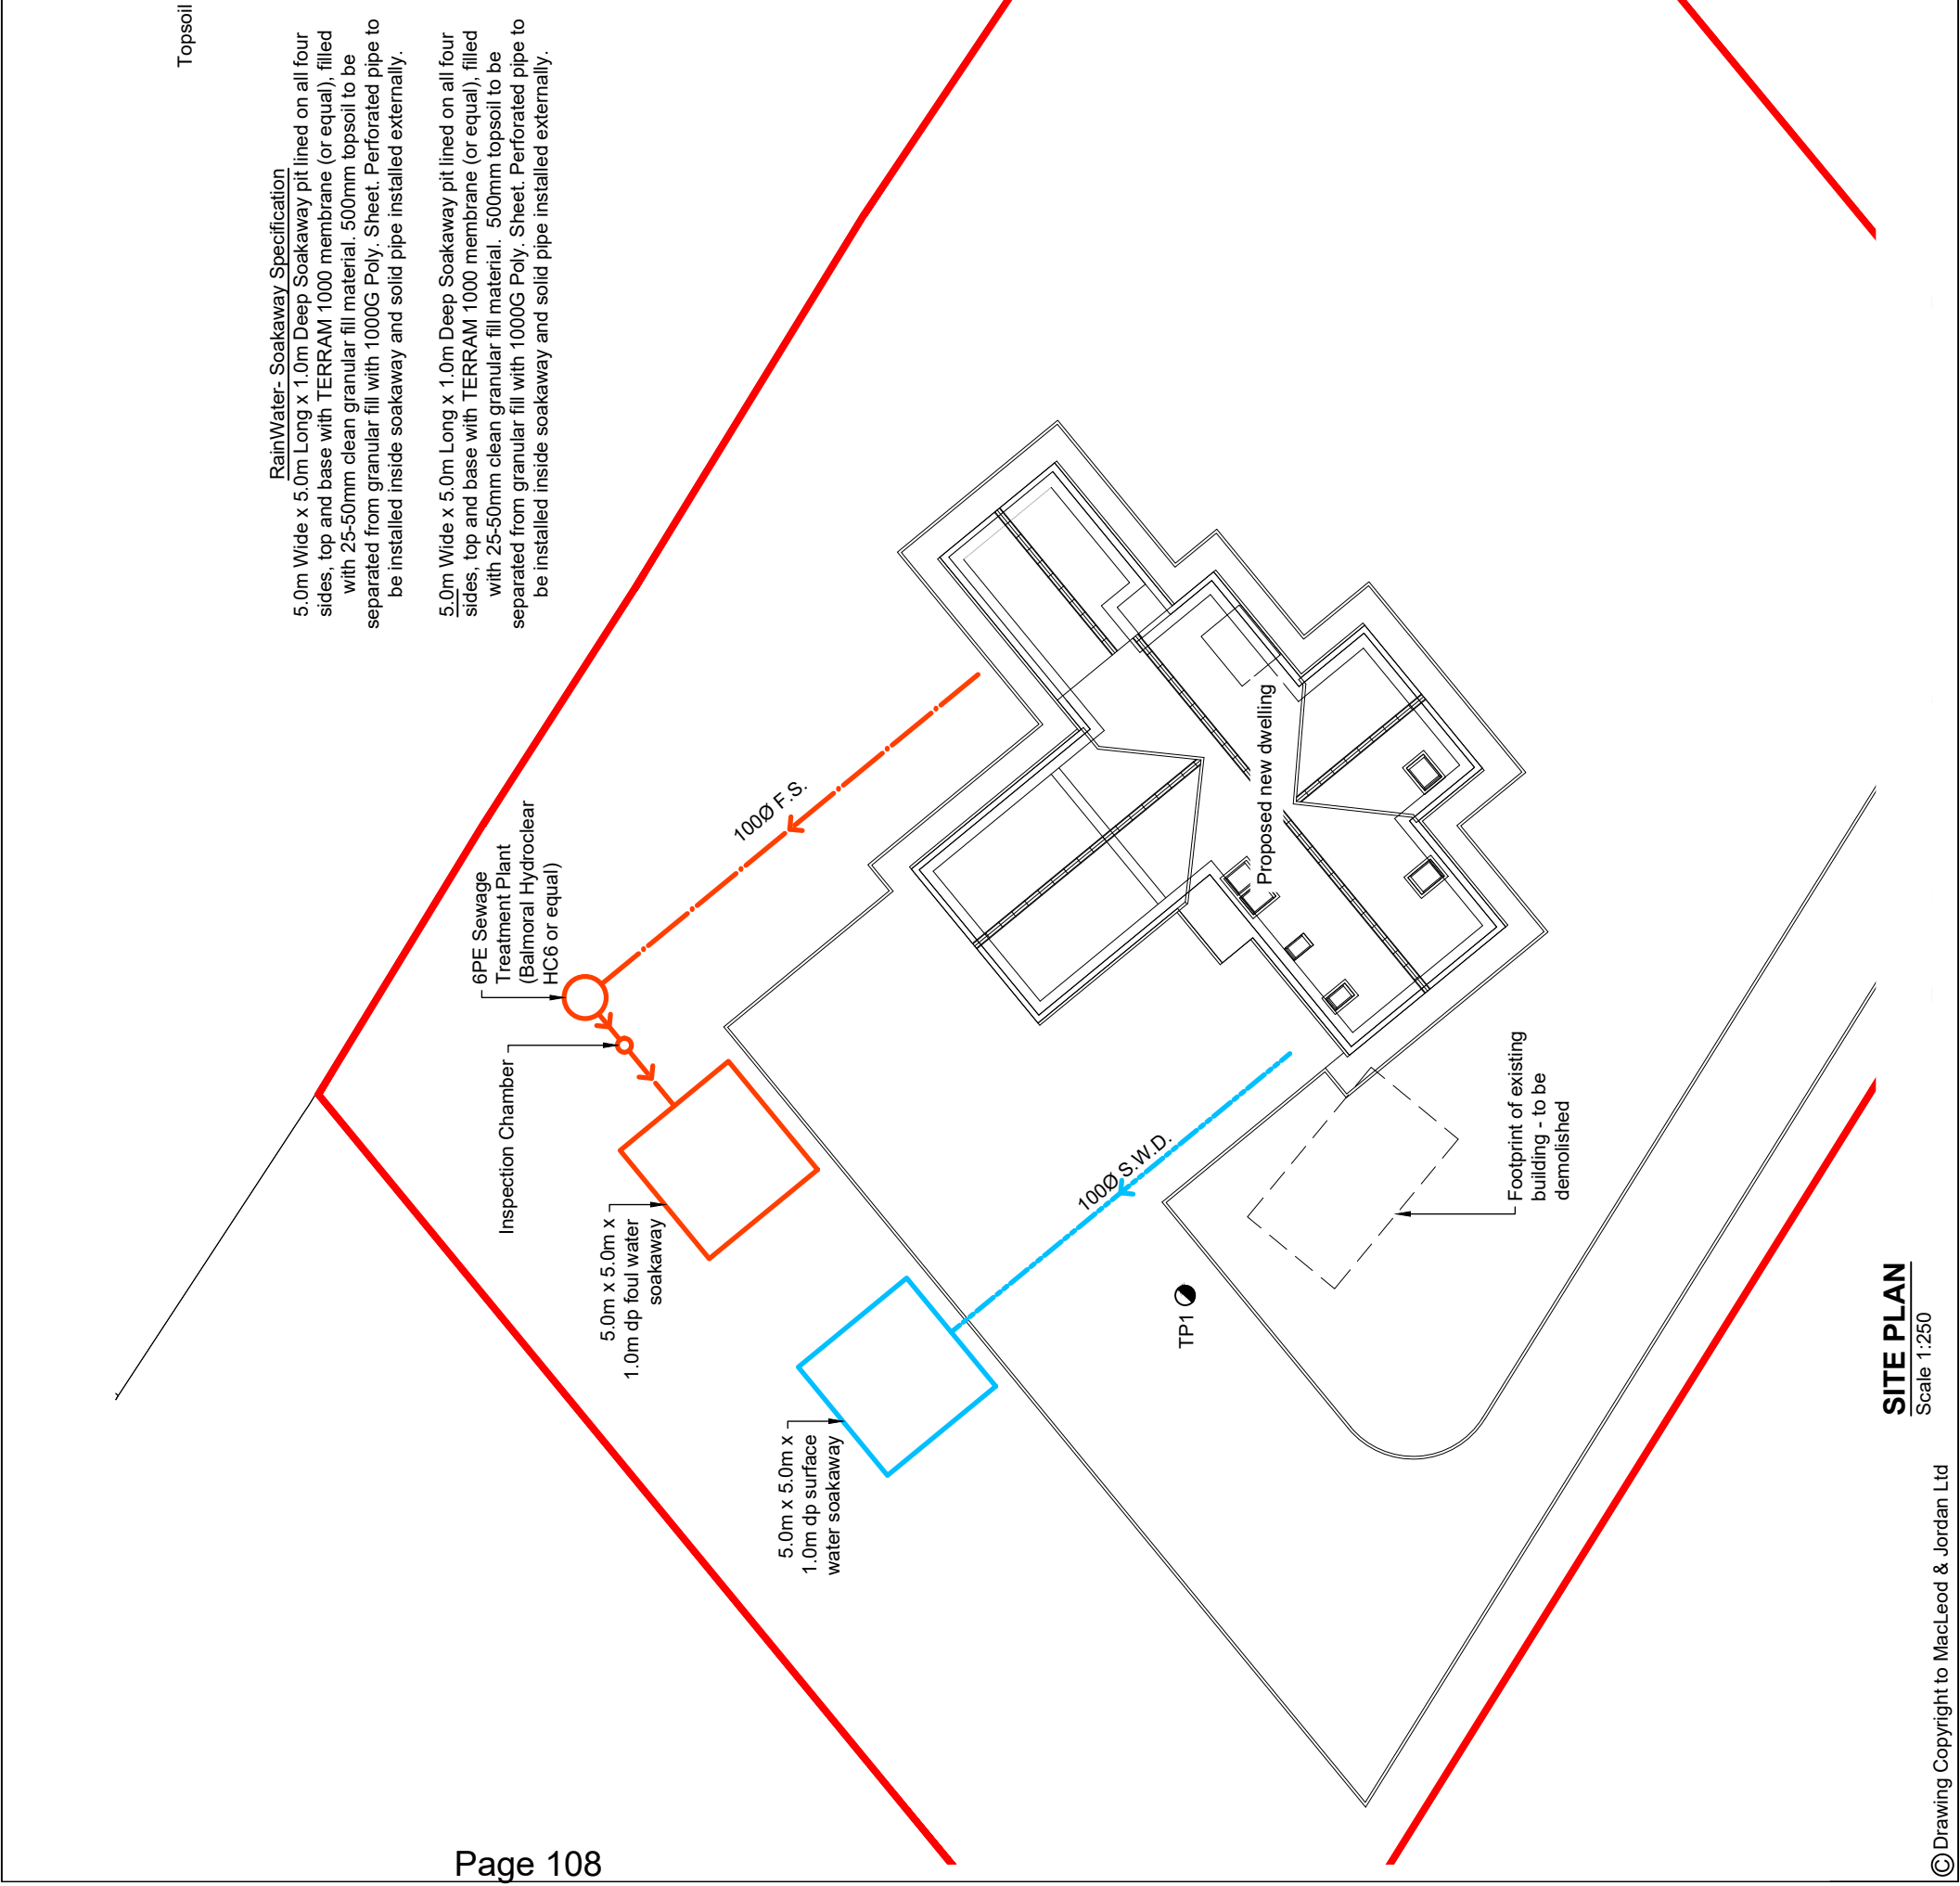 Topsoil
RainWater- Soakaway Specification
5.0m Wide x 5.0m Long x 1.0m Deep Soakaway pit lined on all four
sides, top and base with TERRAM 1000 membrane (or equal), filled
with 25-50mm clean granular fill material. 500mm topsoil to be
separated from granular fill with 1000G Poly. Sheet. Perforated pipe to
be installed inside soakaway and solid pipe installed externally.
5.0m Wide x 5.0m Long x 1.0m Deep Soakaway pit lined on all four
sides, top and base with TERRAM 1000 membrane (or equal), filled
with 25-50mm clean granular fill material. 500mm topsoil to be
separated from granular fill with 1000G Poly. Sheet. Perforated pipe to
be installed inside soakaway and solid pipe installed externally.
6PE Sewage
Treatment Plant
(Balmoral Hydroclear
HC6 or equal)
100Ø F.S.
Inspection Chamber
5.0m x 5.0m x
1.0m dp foul water
soakaway
5.0m x 5.0m x
1.0m dp surface
water soakaway
100Ø S.W.D.
Proposed new dwelling
TP1
Footprint of existing
building - to be
demolished
SITE PLAN
Scale 1:250
© Drawing Copyright to MacLeod & Jordan Ltd
Page 108